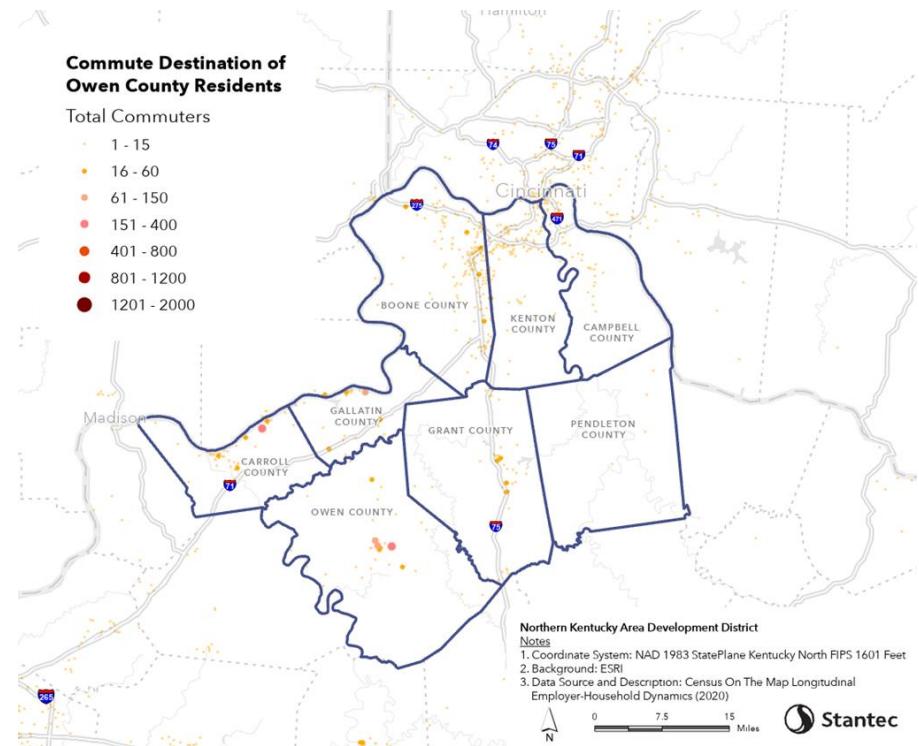 Hamilton
Commute Destination of
Owen County Residents
Total Commuters
1 - 15
16 - 60
61 - 150
151 - 400
401 - 800
801 - 1200
1201 - 2000
74
75
71
Cincinnati
275
471
BOONE COUNTY
KENTON
COUNTY
CAMPBELL
COUNTY
Madison
GALLATIN
COUNTY
GRANT COUNTY
PENDLETON
COUNTY
CARROLL
COUNTY
71
OWEN COUNTY
75
265
Northern Kentucky Area Development District
Notes
1. Coordinate System: NAD 1983 StatePlane Kentucky North FIPS 1601 Feet
2. Background: ESRI
3. Data Source and Description: Census On The Map Longitudinal
Employer-Household Dynamics (2020)
N
0 7.5 15
Miles
Stantec